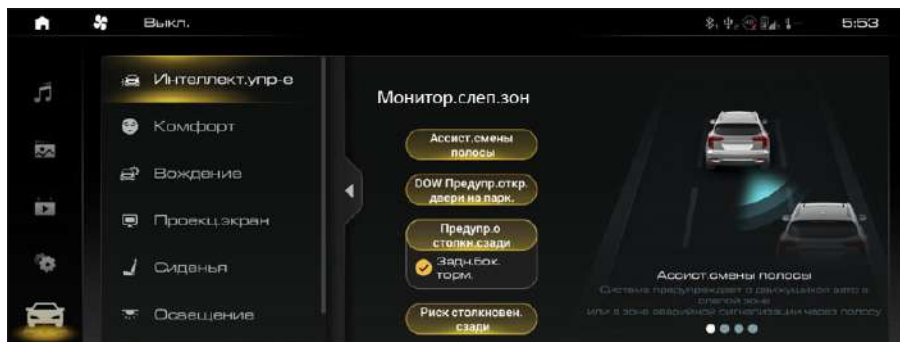 Выкл.
5:53
Интеллект.упр-е
Комфорт
Вождение
Проекц.экран
Сиденья
Освещение
Монитор.слеп.зон
Ассист.смены
полосы
DOW Предупр.откр.
двери на парк.
Предупр.о
столкн.сзади
Задн.бок.
торм.
Риск столкновен.
сзади
Ассист.смены полосы
Система предупреждает о движущихся авто в
слепой зоне
или в зоне аварийной сигнализации через полосу